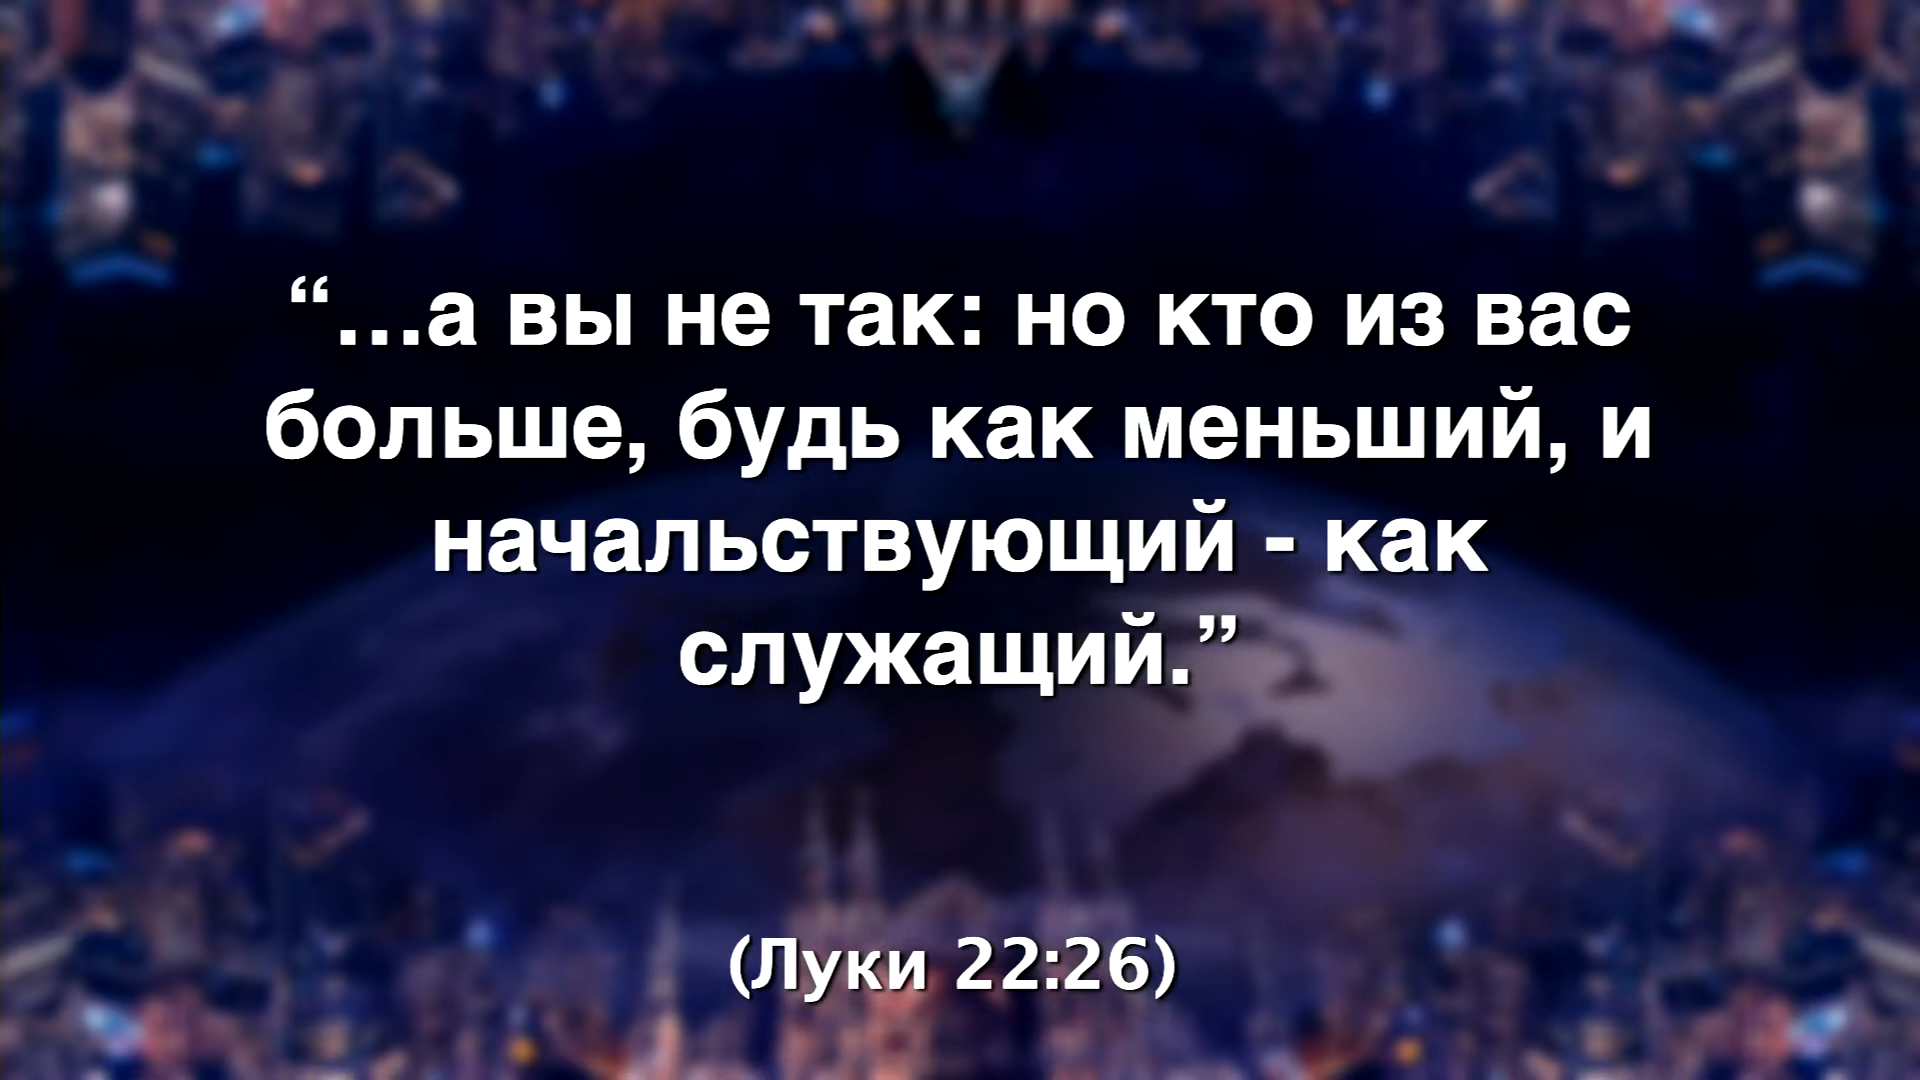 “…а вы не так: но кто из вас
больше, будь как меньший, и
начальствующий - как
служащий.”
(Луки 22:26)